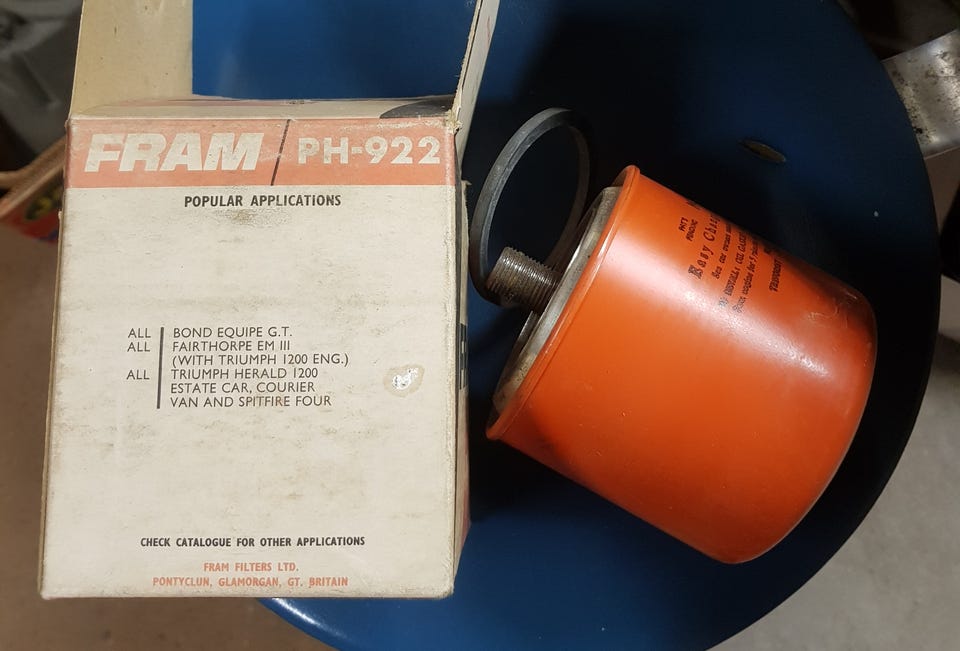 FRAM / PH-922
POPULAR APPLICATIONS
ALL BOND EQUIPE G.T.
ALL FAIRTHORPE EM III
(WITH TRIUMPH 1200 ENG.)
ALL TRIUMPH HERALD 1200
ESTATE CAR, COURIER
VAN AND SPITFIRE FOUR
CHECK CATALOGUE FOR OTHER APPLICATIONS
FRAM FILTERS LTD.
PONTYCLUN, GLAMORGAN, GT. BRITAIN
PAT'S
PENDING
Easy